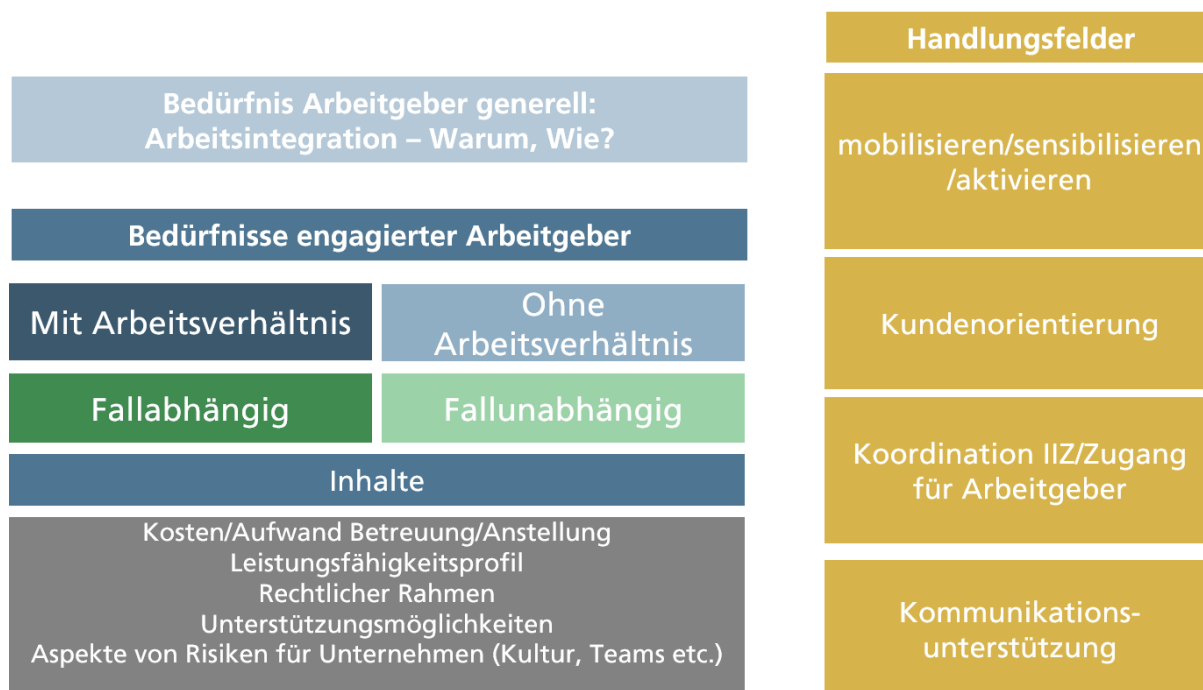 Bedürfnis Arbeitgeber generell:
Arbeitsintegration – Warum, Wie?
Bedürfnisse engagierter Arbeitgeber
Mit Arbeitsverhältnis
Ohne
Arbeitsverhältnis
Fallabhängig
Fallunabhängig
Inhalte
Kosten/Aufwand Betreuung/Anstellung
Leistungsfähigkeitsprofil
Rechtlicher Rahmen
Unterstützungsmöglichkeiten
Aspekte von Risiken für Unternehmen (Kultur, Teams etc.)
Handlungsfelder
mobilisieren/sensibilisieren
/aktivieren
Kundenorientierung
Koordination IIZ/Zugang
für Arbeitgeber
Kommunikations-
unterstützung